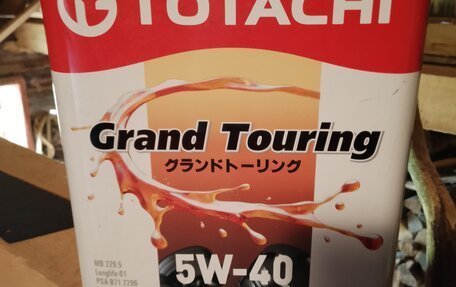 TOTACHI
Grand Touring
グランドトーリング
5W-40
MB 229.5
Longlife 01
PSA B71 2296